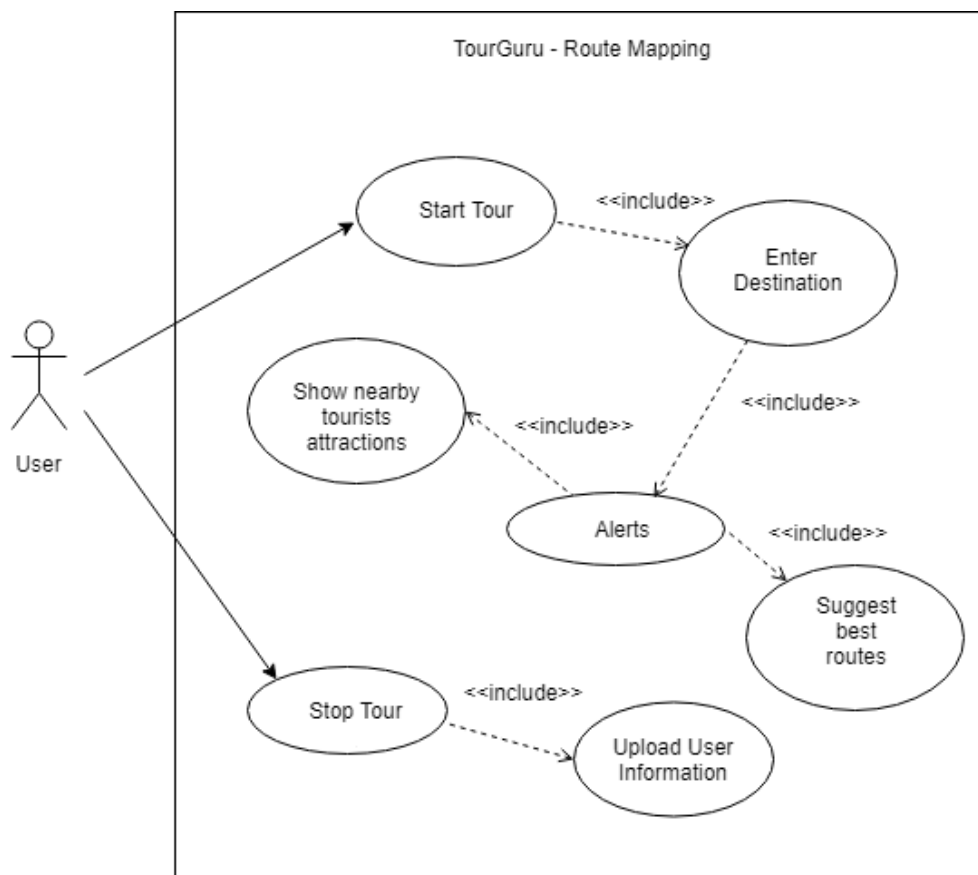 TourGuru - Route Mapping
Start Tour
<<include>>
Enter
Destination
Show nearby
tourists
attractions
<<include>>
<<include>>
User
Alerts
<<include>>
Suggest
best
routes
Stop Tour
<<include>>
Upload User
Information